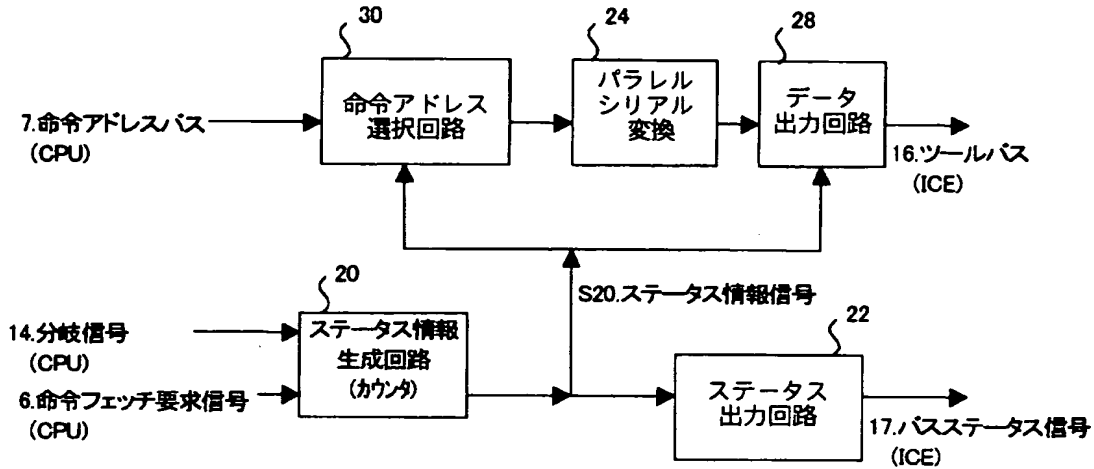 30
24
28
命令アドレス
選択回路
パラレル
シリアル
変換
データ
出力回路
7.命令アドレスバス
(CPU)
16.ツールバス
(ICE)
20
S20.ステータス情報信号
22
14.分岐信号
(CPU)
ステータス情報
生成回路
(カウンタ)
6.命令フェッチ要求信号
(CPU)
ステータス
出力回路
17.バスステータス信号
(ICE)